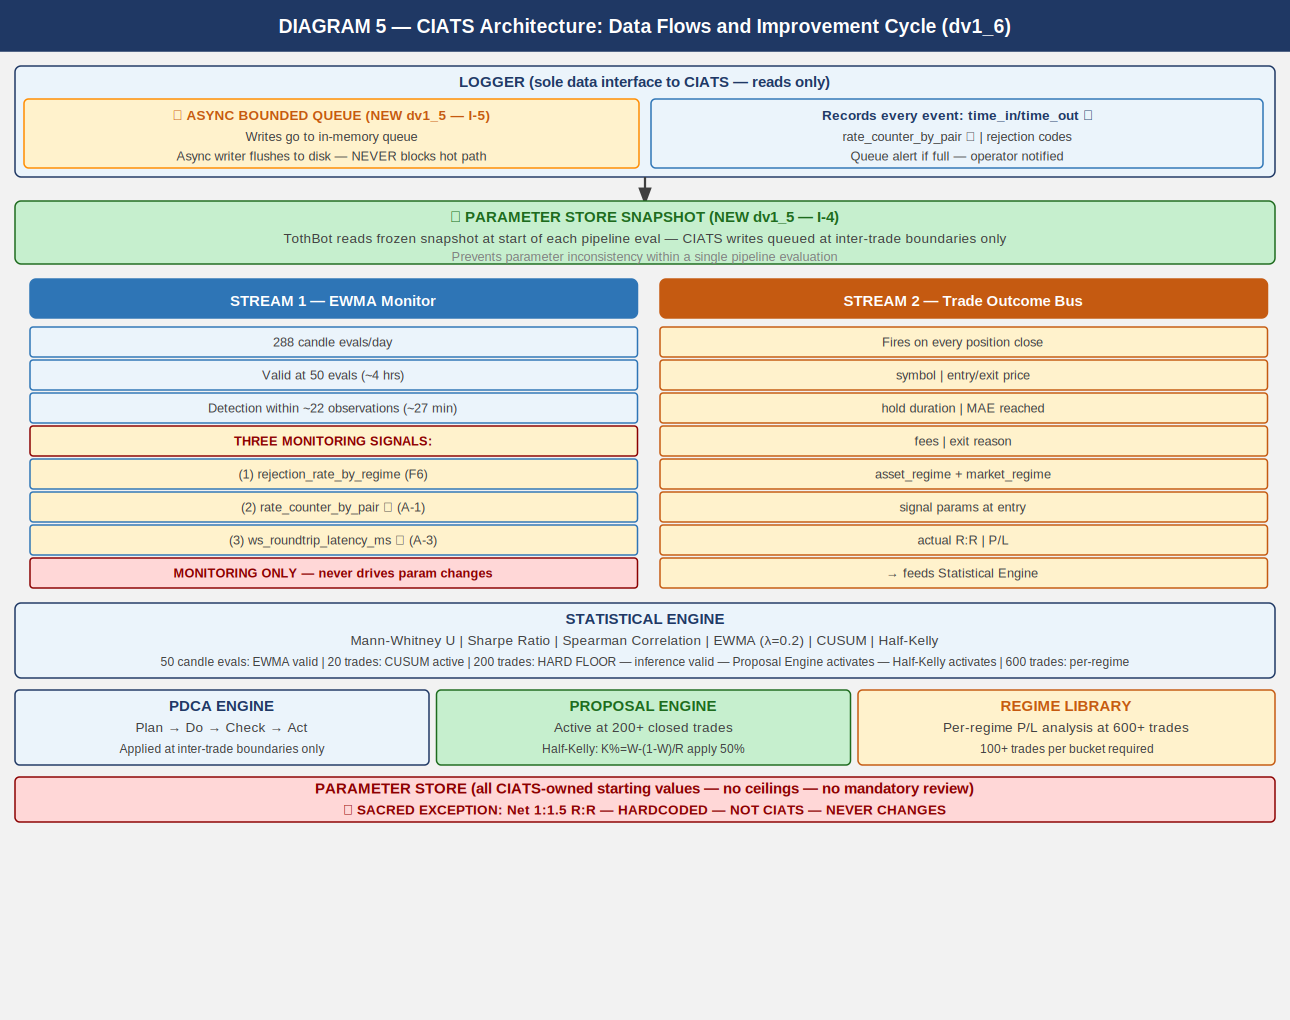 DIAGRAM 5 — CIATS Architecture: Data Flows and Improvement Cycle (dv1_6)
LOGGER (sole data interface to CIATS — reads only)
ASYNC BOUNDED QUEUE (NEW dv1_5 — I-5)
Writes go to in-memory queue
Async writer flushes to disk — NEVER blocks hot path
Records every event: time_in/time_out
rate_counter_by_pair | rejection codes
Queue alert if full — operator notified
PARAMETER STORE SNAPSHOT (NEW dv1_5 — I-4)
TothBot reads frozen snapshot at start of each pipeline eval — CIATS writes queued at inter-trade boundaries only
Prevents parameter inconsistency within a single pipeline evaluation
STREAM 1 — EWMA Monitor
288 candle evals/day
Valid at 50 evals (~4 hrs)
Detection within ~22 observations (~27 min)
THREE MONITORING SIGNALS:
(1) rejection_rate_by_regime (F6)
(2) rate_counter_by_pair (A-1)
(3) ws_roundtrip_latency_ms (A-3)
MONITORING ONLY — never drives param changes
STREAM 2 — Trade Outcome Bus
Fires on every position close
symbol | entry/exit price
hold duration | MAE reached
fees | exit reason
asset_regime + market_regime
signal params at entry
actual R:R | P/L
→ feeds Statistical Engine
STATISTICAL ENGINE
Mann-Whitney U | Sharpe Ratio | Spearman Correlation | EWMA (λ=0.2) | CUSUM | Half-Kelly
50 candle evals: EWMA valid | 20 trades: CUSUM active | 200 trades: HARD FLOOR — inference valid — Proposal Engine activates — Half-Kelly activates | 600 trades: per-regime
PDCA ENGINE
Plan → Do → Check → Act
Applied at inter-trade boundaries only
PROPOSAL ENGINE
Active at 200+ closed trades
Half-Kelly: K%=W-(1-W)/R apply 50%
REGIME LIBRARY
Per-regime P/L analysis at 600+ trades
100+ trades per bucket required
PARAMETER STORE (all CIATS-owned starting values — no ceilings — no mandatory review)
SACRED EXCEPTION: Net 1:1.5 R:R — HARDCODED — NOT CIATS — NEVER CHANGES